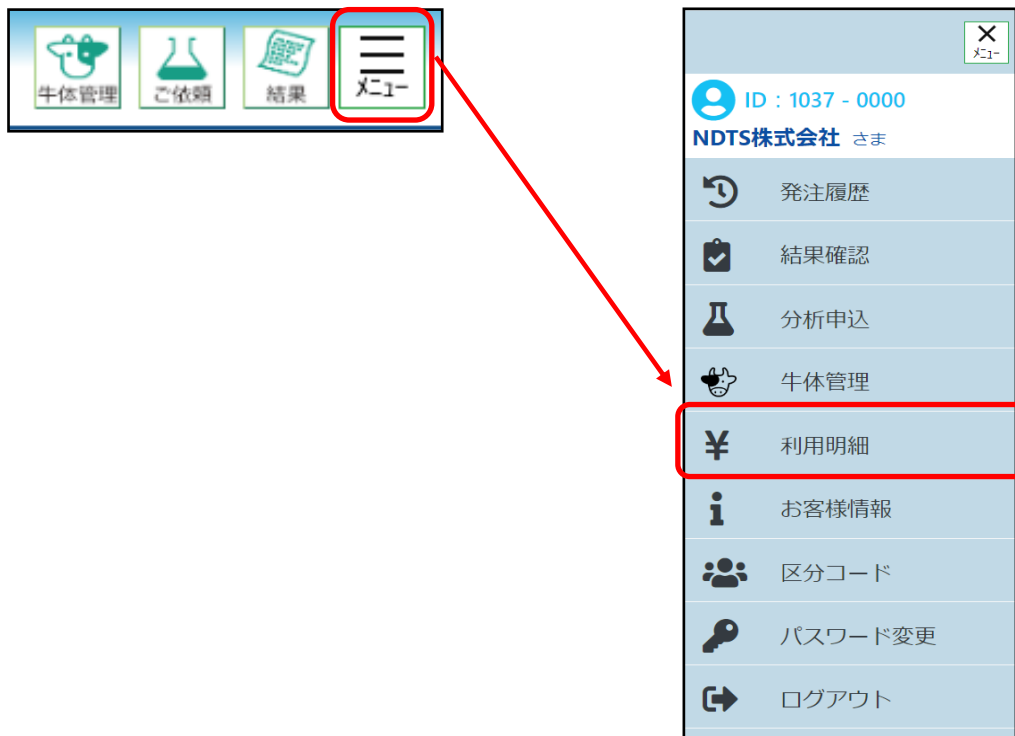 牛体管理
ご依頼
結果
メニュー
メニュー
ID：1037 - 0000
NDTS株式会社 さま
発注履歴
結果確認
分析申込
牛体管理
利用明細
お客様情報
区分コード
パスワード変更
ログアウト